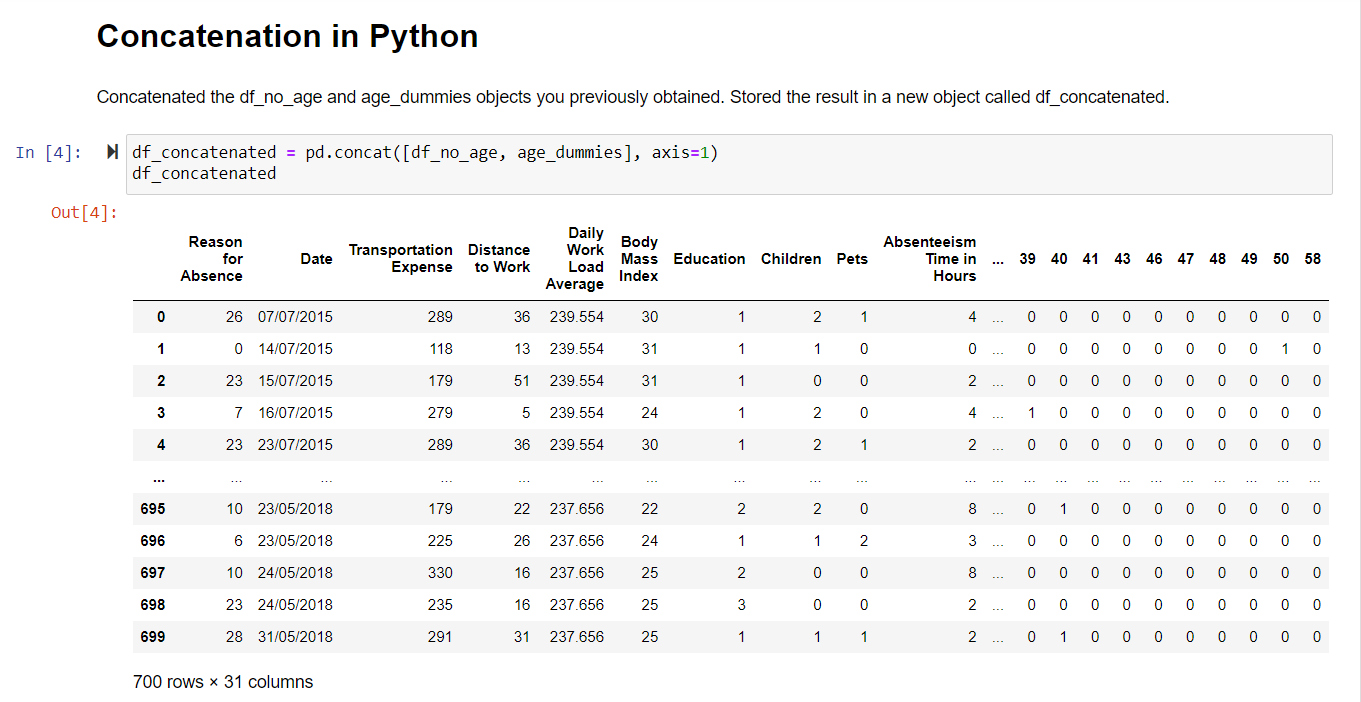 Concatenation in Python
Concatenated the df_no_age and age_dummies objects you previously obtained. Stored the result in a new object called df_concatenated.
In [4]: df_concatenated = pd.concat([df_no_age, age_dummies], axis=1)
df_concatenated
Out[4]:
Reason for Absence Date Transportation Expense Distance to Work Daily Work Load Average Body Mass Index Education Children Pets Absenteeism Time in Hours ... 39 40 41 43 46 47 48 49 50 58
0 26 07/07/2015 289 36 239.554 30 1 2 1 4 ... 0 0 0 0 0 0 0 0 0 0
1 0 14/07/2015 118 13 239.554 31 1 1 0 0 ... 0 0 0 0 0 0 0 0 1 0
2 23 15/07/2015 179 51 239.554 31 1 0 0 2 ... 0 0 0 0 0 0 0 0 0 0
3 7 16/07/2015 279 5 239.554 24 1 2 0 4 ... 1 0 0 0 0 0 0 0 0 0
4 23 23/07/2015 289 36 239.554 30 1 2 1 2 ... 0 0 0 0 0 0 0 0 0 0
... ... ... ... ... ... ... ... ... ... ... ... ... ... ... ... ... ... ... ... ... ... ...
695 10 23/05/2018 179 22 237.656 22 2 2 0 8 ... 0 1 0 0 0 0 0 0 0 0
696 6 23/05/2018 225 26 237.656 24 1 1 2 3 ... 0 0 0 0 0 0 0 0 0 0
697 10 24/05/2018 330 16 237.656 25 2 0 0 8 ... 0 0 0 0 0 0 0 0 0 0
698 23 24/05/2018 235 16 237.656 25 3 0 0 2 ... 0 0 0 0 0 0 0 0 0 0
699 28 31/05/2018 291 31 237.656 25 1 1 1 2 ... 0 1 0 0 0 0 0 0 0 0
700 rows × 31 columns